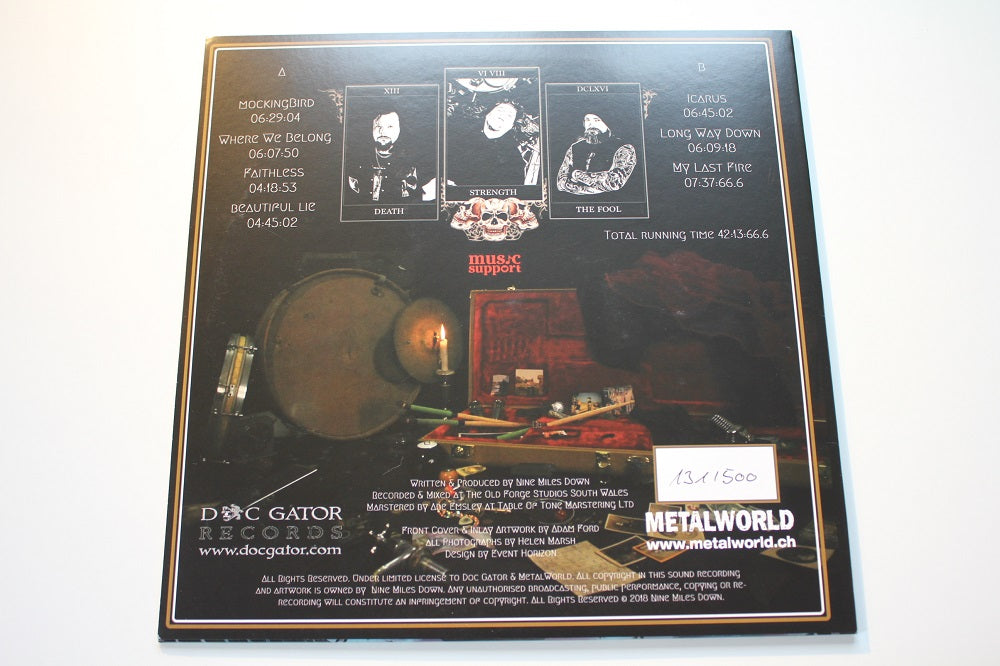 A
MOCKINGBIRD
06:29:04
WHERE WE BELONG
06:07:50
FAITHLESS
04:18:53
BEAUTIFUL LIE
04:45:02
XIII
DEATH
VI VIII
STRENGTH
DCLXVI
THE FOOL
B
ICARUS
06:45:02
LONG WAY DOWN
06:09:18
MY LAST FIRE
07:37:66.6
TOTAL RUNNING TIME 42:13:66.6
music
support
131/500
WRITTEN & PRODUCED BY NINE MILES DOWN
RECORDED & MIXED AT THE OLD FORGE STUDIOS SOUTH WALES
MARSTERED BY ADE EMSLEY AT TABLE OF TONE MARSTERING LTD
FRONT COVER & INLAY ARTWORK BY ADAM FORD
ALL PHOTOGRAPHS BY HELEN MARSH
DESIGN BY EVENT HORIZON
DOC GATOR
RECORDS
www.docgator.com
METALWORLD
www.metalworld.ch
ALL RIGHTS RESERVED. UNDER LIMITED LICENSE TO DOC GATOR & METALWORLD. ALL COPYRIGHT IN THIS SOUND RECORDING
AND ARTWORK IS OWNED BY NINE MILES DOWN. ANY UNAUTHORISED BROADCASTING, PUBLIC PERFORMANCE, COPYING OR RE-
RECORDING WILL CONSTITUTE AN INFRINGEMENT OF COPYRIGHT. ALL RIGHTS RESERVED © 2018 NINE MILES DOWN.